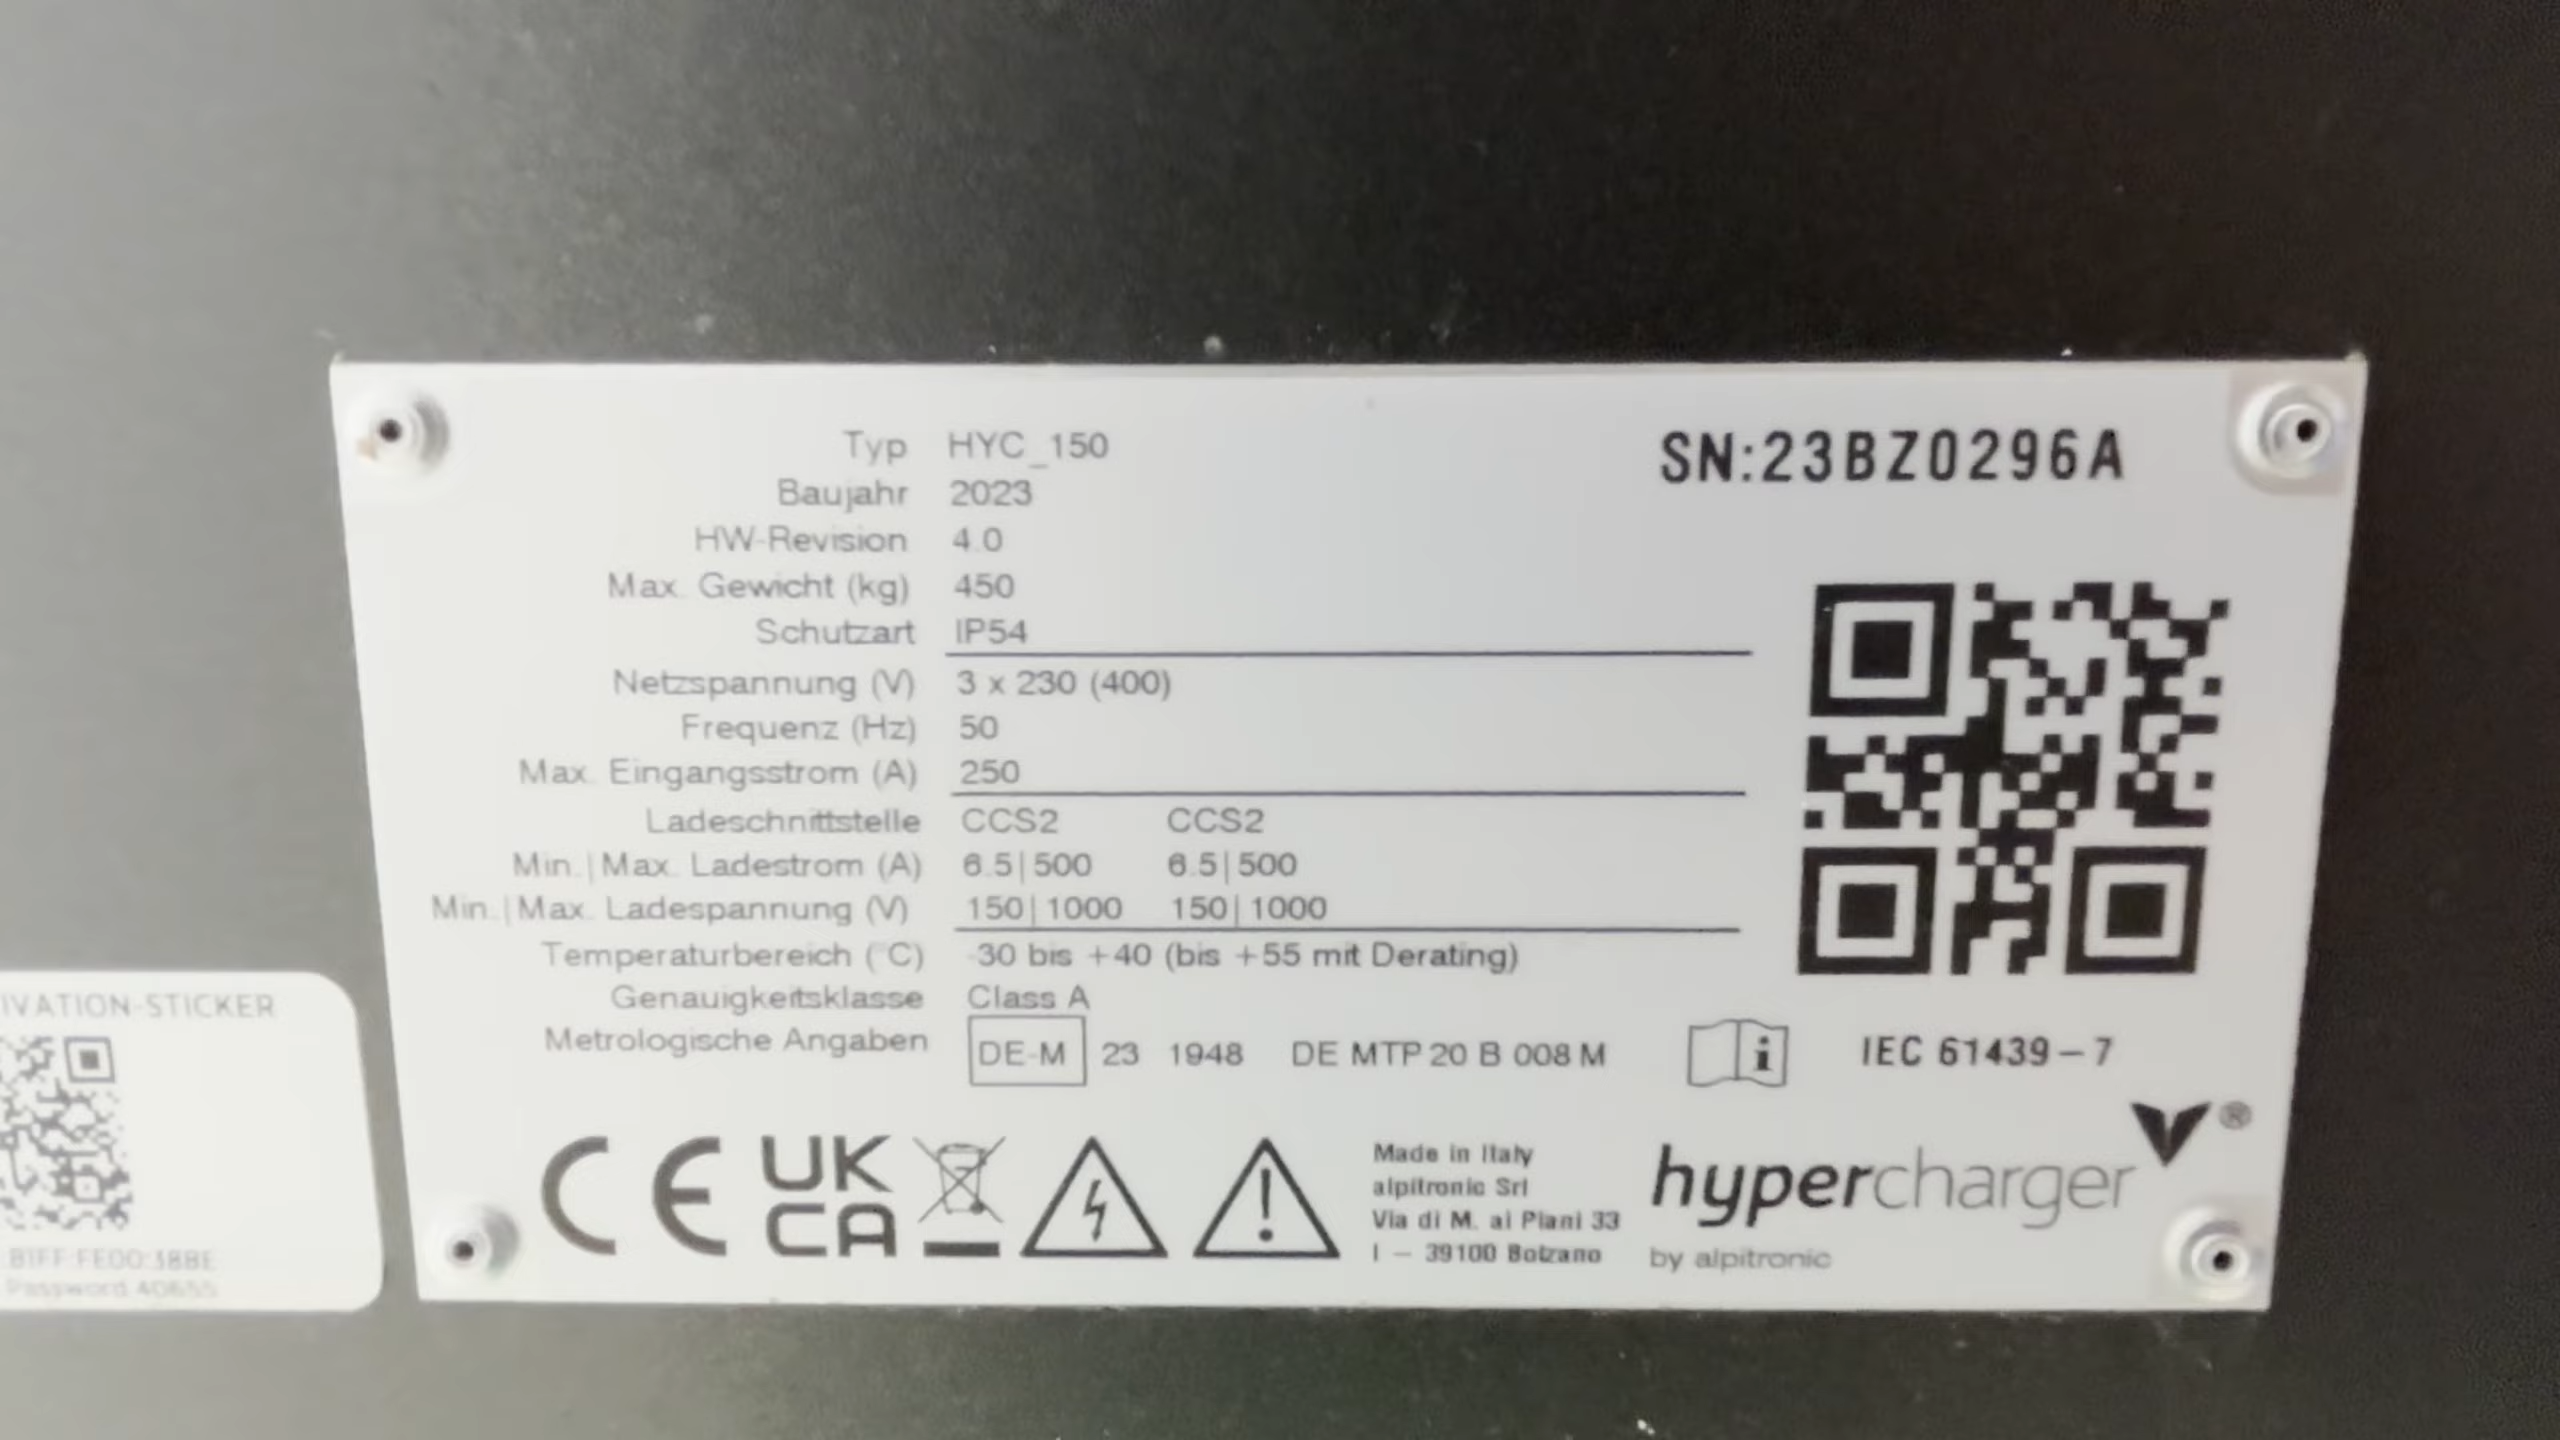 Typ HYC_150
SN:23BZ0296A
Baujahr 2023
HW-Revision 4.0
Max. Gewicht (kg) 450
Schutzart IP54
Netzspannung (V) 3 x 230 (400)
Frequenz (Hz) 50
Max. Eingangsstrom (A) 250
Ladeschnittstelle CCS2 CCS2
Min.|Max. Ladestrom (A) 6.5|500 6.5|500
Min.|Max. Ladespannung (V) 150|1000 150|1000
Temperaturbereich (°C) -30 bis +40 (bis +55 mit Derating)
Genauigkeitsklasse Class A
Metrologische Angaben DE-M 23 1948 DE MTP 20 B 008 M
i IEC 61439-7
CE UK CA
Made in Italy
alpitronic Srl
Via di M. ai Piani 33
I - 39100 Bolzano
hypercharger ®
by alpitronic
IVATION-STICKER
B1FF:FE00:38BE
Password